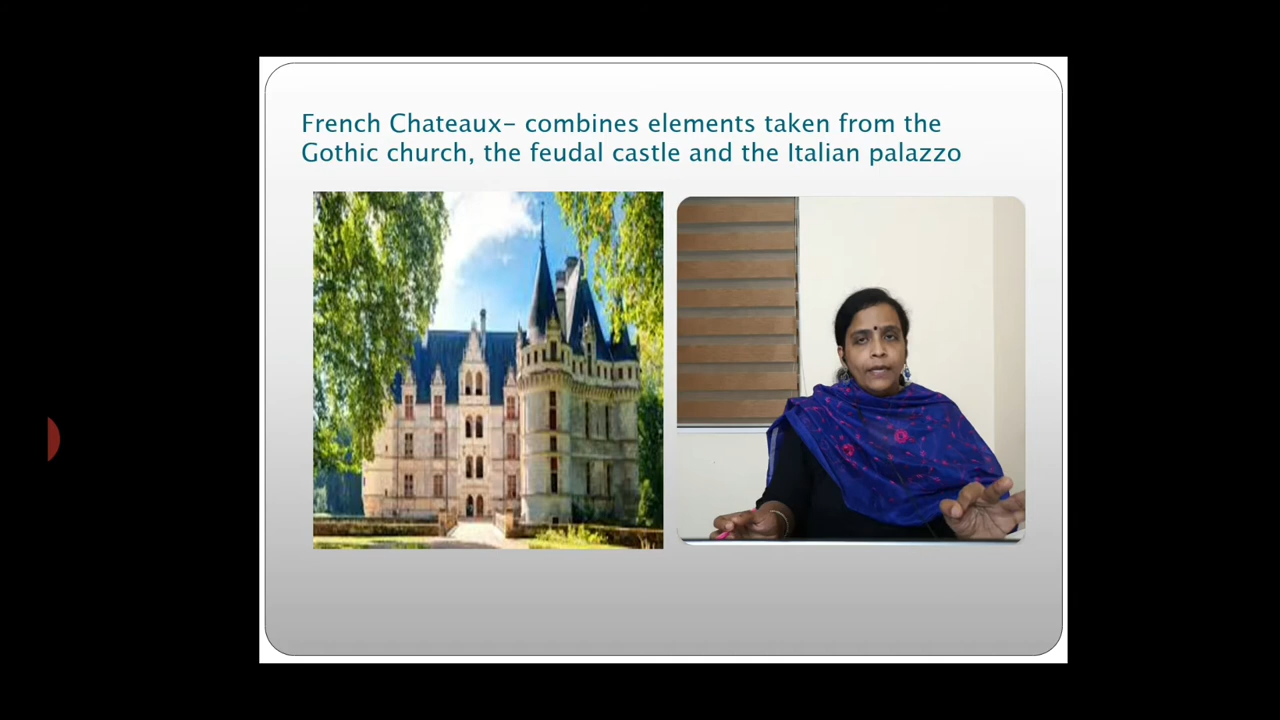 French Chateaux- combines elements taken from the
Gothic church, the feudal castle and the Italian palazzo